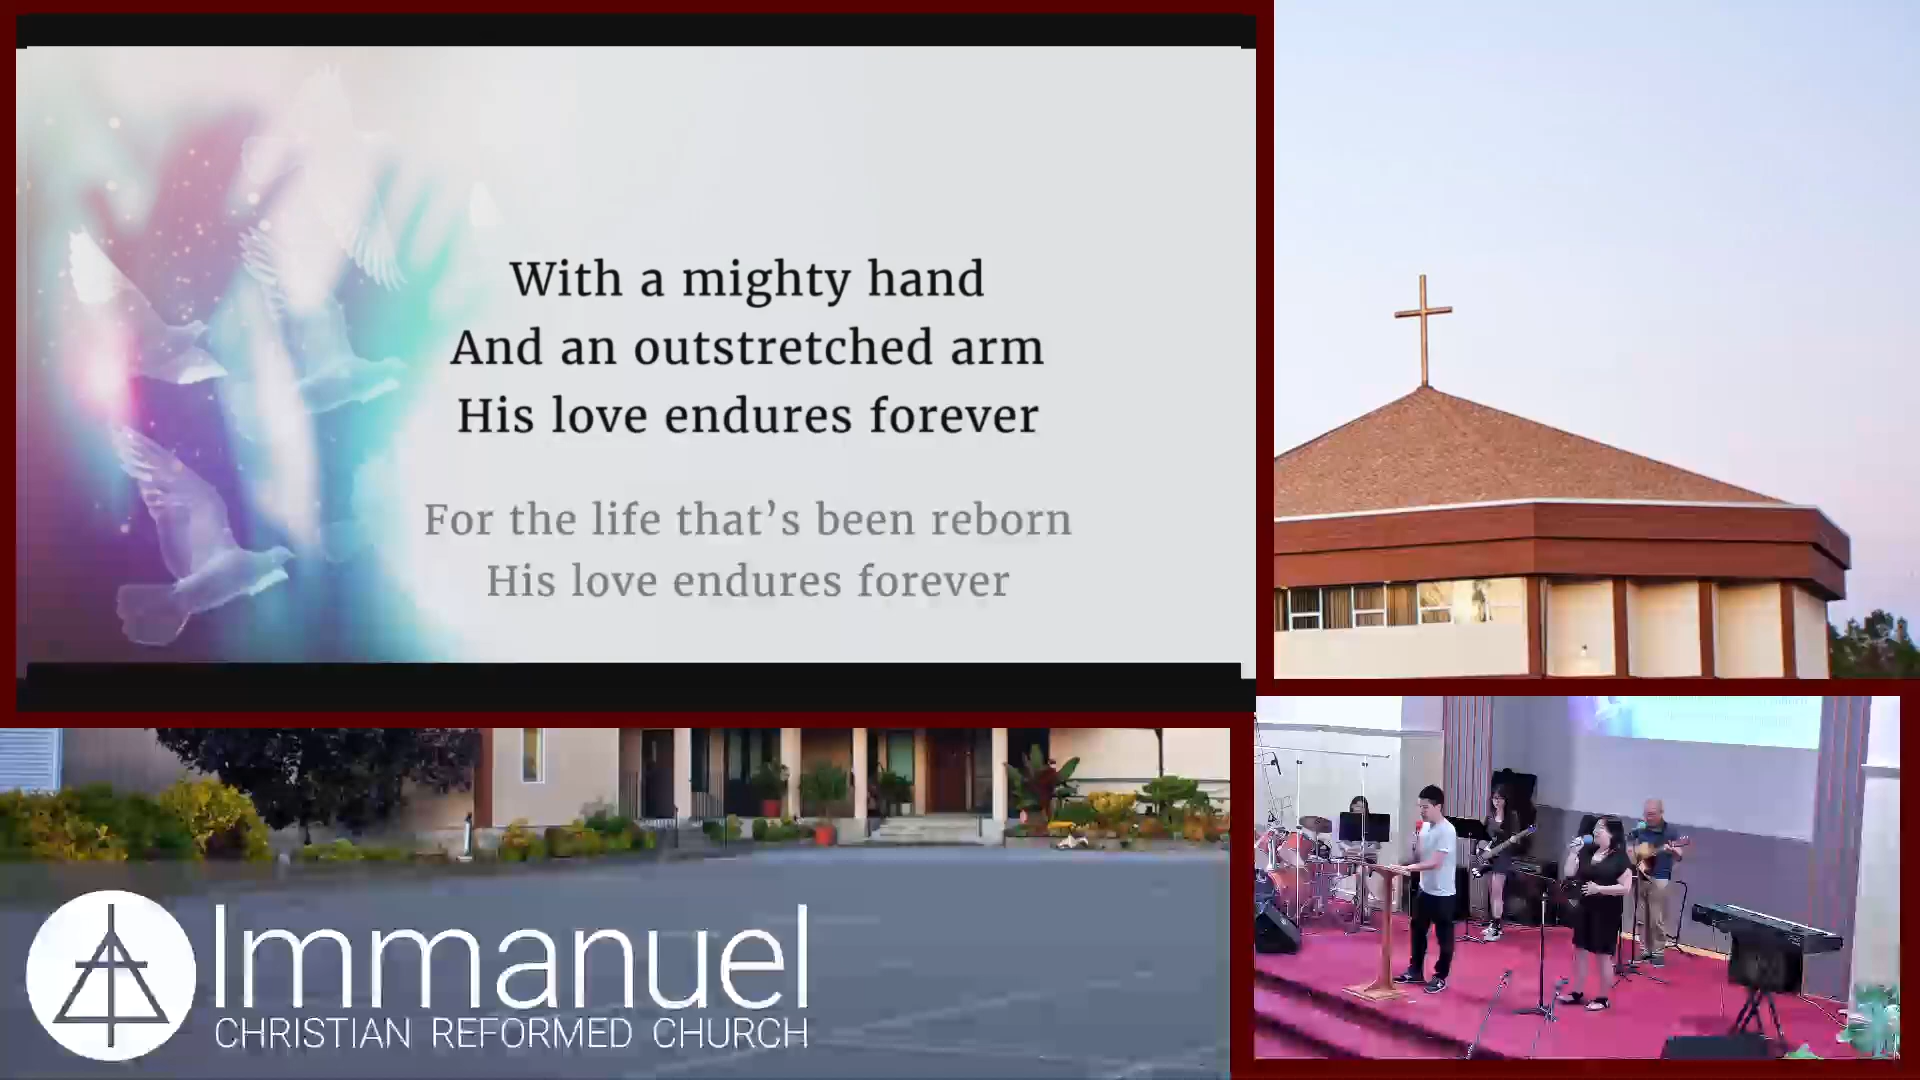 With a mighty hand
And an outstretched arm
His love endures forever
For the life that’s been reborn
His love endures forever
Immanuel
CHRISTIAN REFORMED CHURCH